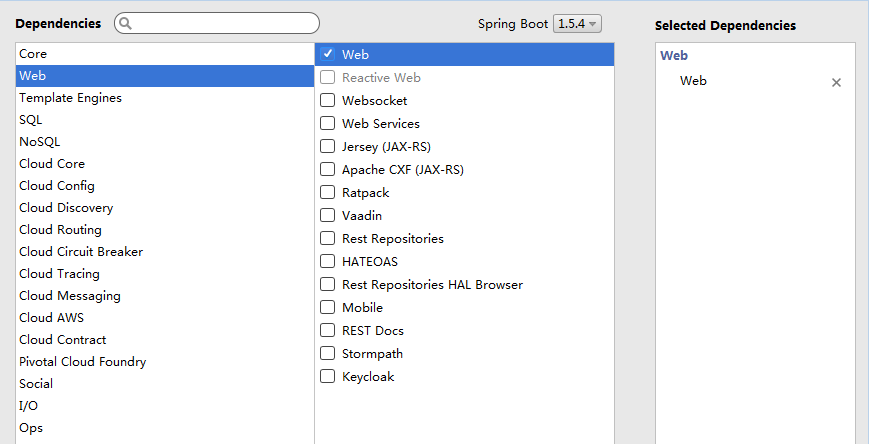 Dependencies
Spring Boot 1.5.4
Selected Dependencies
Core
Web
Template Engines
SQL
NoSQL
Cloud Core
Cloud Config
Cloud Discovery
Cloud Routing
Cloud Circuit Breaker
Cloud Tracing
Cloud Messaging
Cloud AWS
Cloud Contract
Pivotal Cloud Foundry
Social
I/O
Ops
Web
Reactive Web
Websocket
Web Services
Jersey (JAX-RS)
Apache CXF (JAX-RS)
Ratpack
Vaadin
Rest Repositories
HATEOAS
Rest Repositories HAL Browser
Mobile
REST Docs
Stormpath
Keycloak
Web
Web